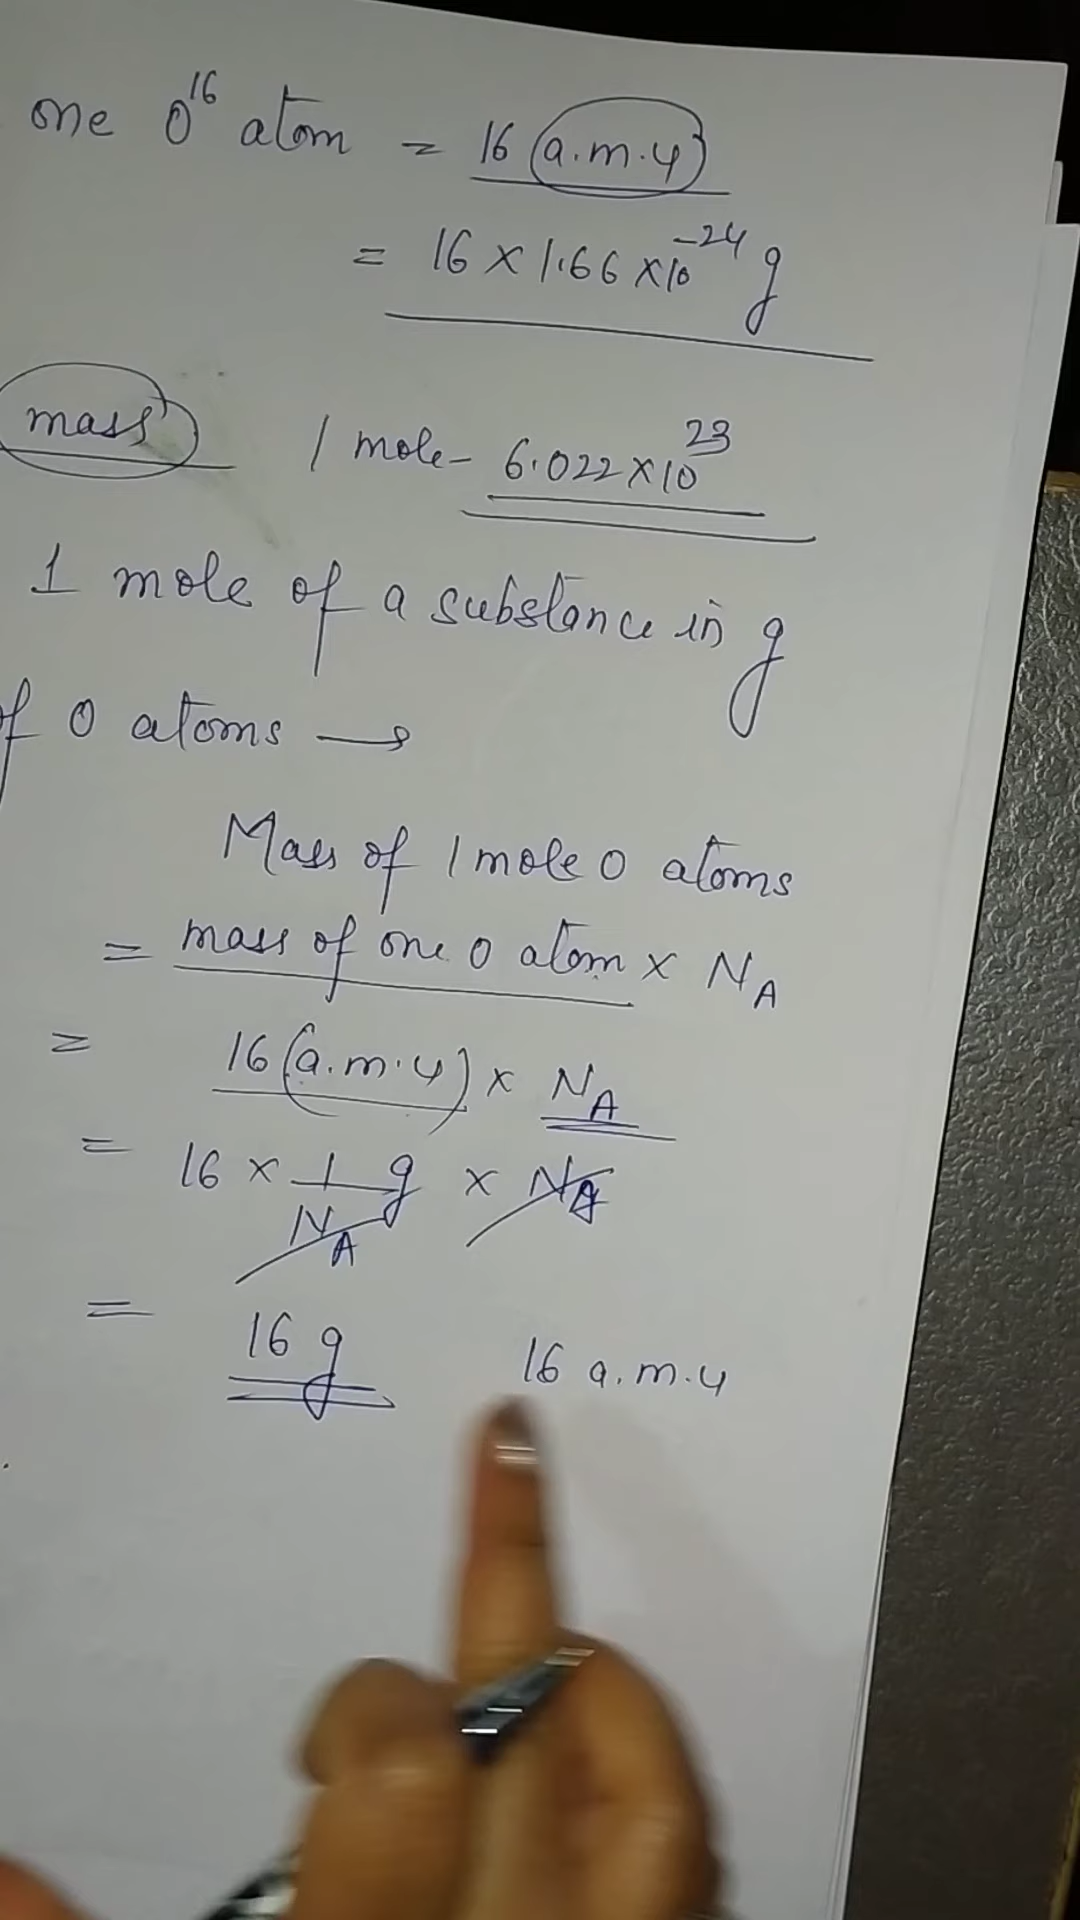 one O¹⁶ atom = 16 (a.m.u)
= 16 × 1.66 × 10⁻²⁴ g
mass
1 mole - 6.022 × 10²³
1 mole of a substance in g
of O atoms →
Mass of 1 mole O atoms
= mass of one O atom × N_A
= 16 (a.m.u) × N_A
= 16 × 1/N_A g × N_A
= 16 g
16 a.m.u